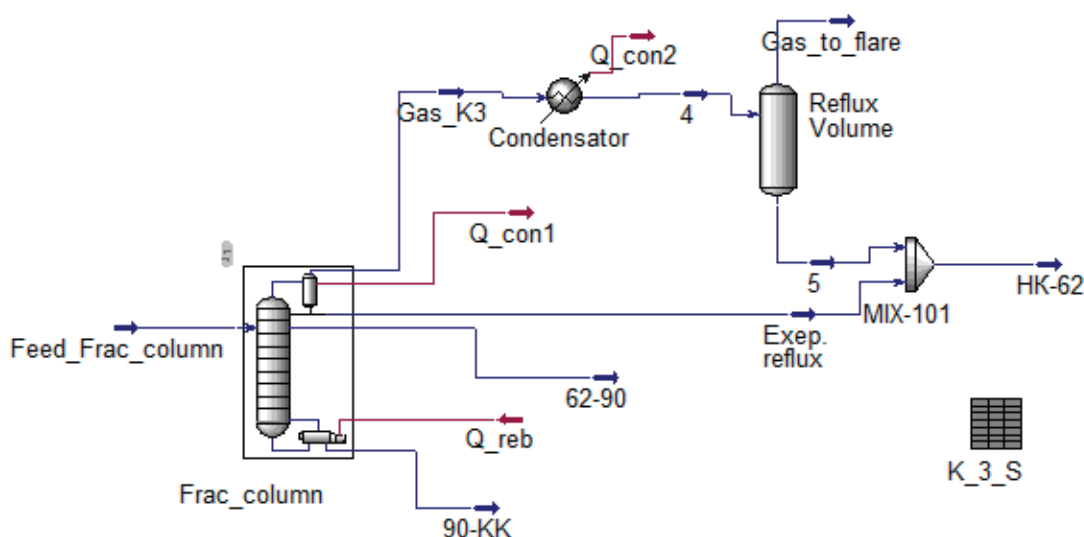 Gas_to_flare
Q_con2
Gas_K3
4
Reflux
Volume
Condensator
Q_con1
5
HK-62
MIX-101
Feed_Frac_column
Exep.
reflux
62-90
Q_reb
K_3_S
Frac_column
90-KK